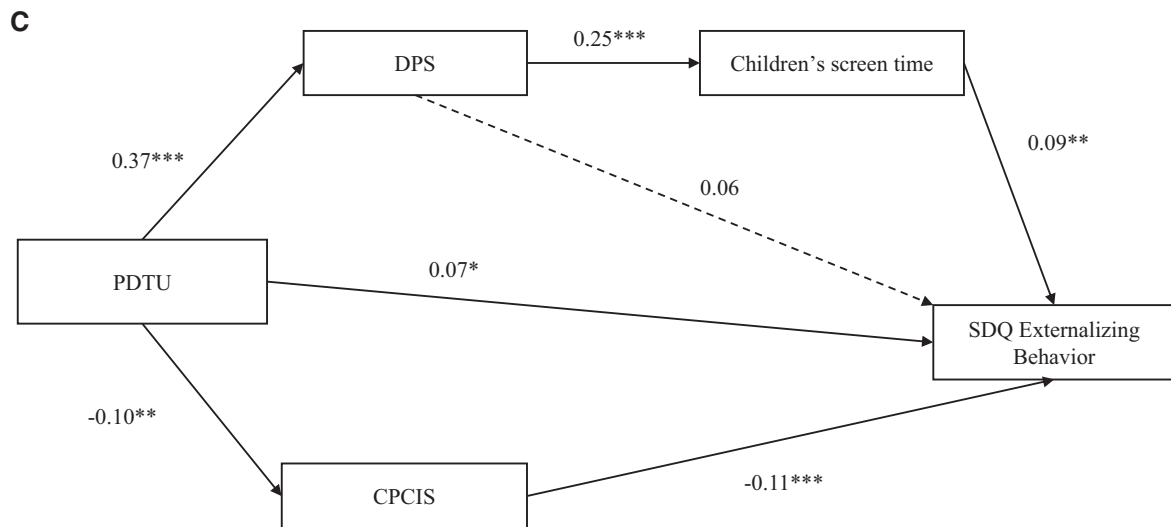 C
DPS
0.25***
Children's screen time
0.37***
0.09**
0.06
PDTU
0.07*
SDQ Externalizing
Behavior
-0.10**
CPCIS
-0.11***